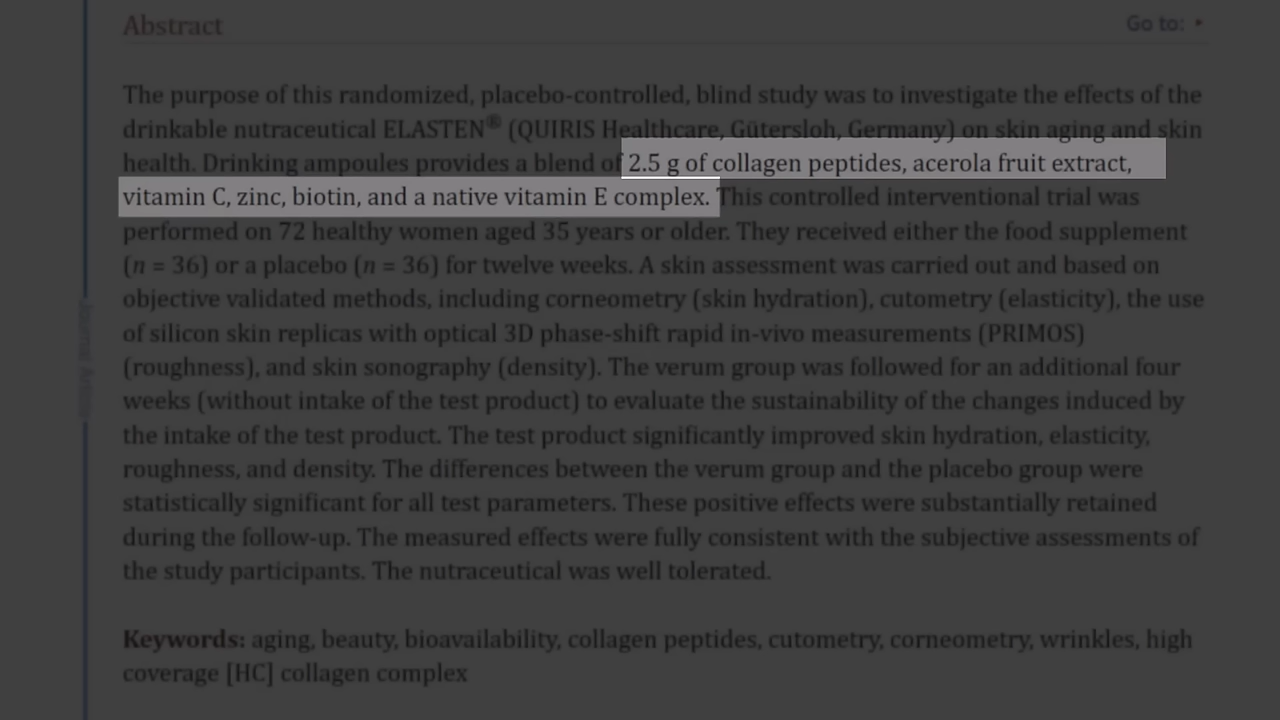 Abstract
Go to: ▸
The purpose of this randomized, placebo-controlled, blind study was to investigate the effects of the
drinkable nutraceutical ELASTEN® (QUIRIS Healthcare, Gütersloh, Germany) on skin aging and skin
health. Drinking ampoules provides a blend of 2.5 g of collagen peptides, acerola fruit extract,
vitamin C, zinc, biotin, and a native vitamin E complex. This controlled interventional trial was
performed on 72 healthy women aged 35 years or older. They received either the food supplement
(n = 36) or a placebo (n = 36) for twelve weeks. A skin assessment was carried out and based on
objective validated methods, including corneometry (skin hydration), cutometry (elasticity), the use
of silicon skin replicas with optical 3D phase-shift rapid in-vivo measurements (PRIMOS)
(roughness), and skin sonography (density). The verum group was followed for an additional four
weeks (without intake of the test product) to evaluate the sustainability of the changes induced by
the intake of the test product. The test product significantly improved skin hydration, elasticity,
roughness, and density. The differences between the verum group and the placebo group were
statistically significant for all test parameters. These positive effects were substantially retained
during the follow-up. The measured effects were fully consistent with the subjective assessments of
the study participants. The nutraceutical was well tolerated.
Keywords: aging, beauty, bioavailability, collagen peptides, cutometry, corneometry, wrinkles, high
coverage [HC] collagen complex